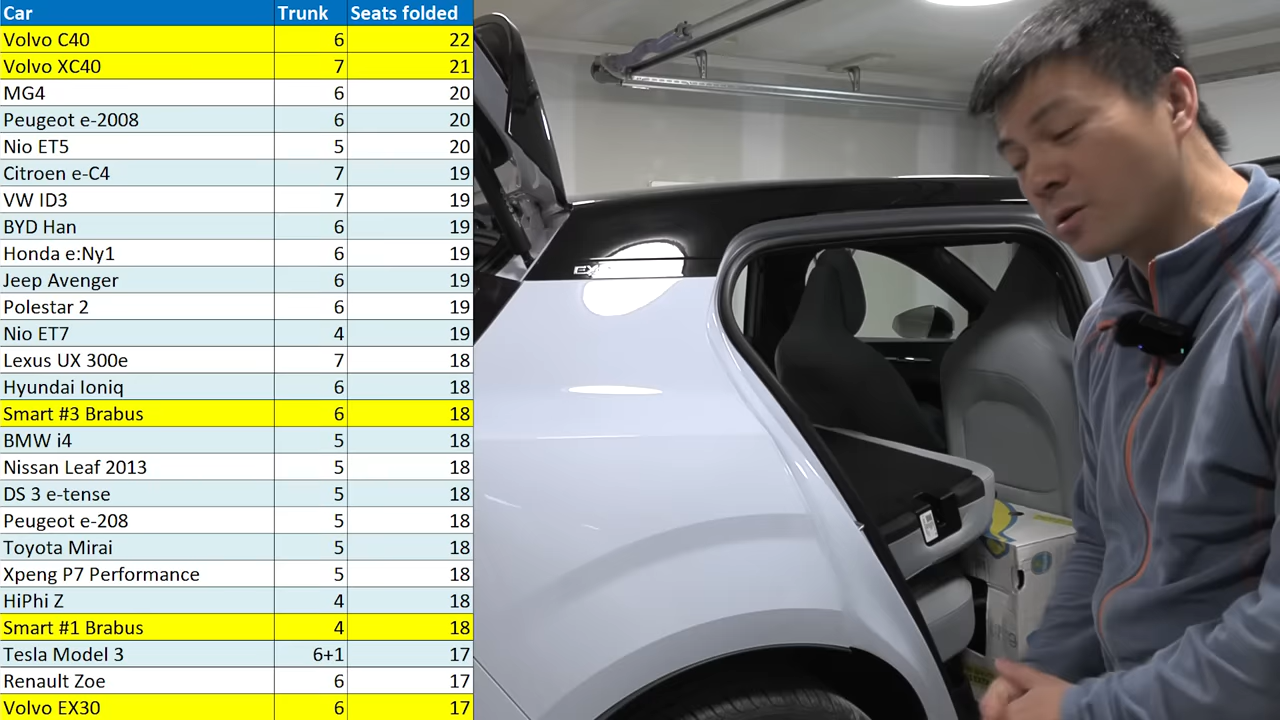 Car Trunk Seats folded
Volvo C40 6 22
Volvo XC40 7 21
MG4 6 20
Peugeot e-2008 6 20
Nio ET5 5 20
Citroen e-C4 7 19
VW ID3 7 19
BYD Han 6 19
Honda e:Ny1 6 19
Jeep Avenger 6 19
Polestar 2 6 19
Nio ET7 4 19
Lexus UX 300e 7 18
Hyundai Ioniq 6 18
Smart #3 Brabus 6 18
BMW i4 5 18
Nissan Leaf 2013 5 18
DS 3 e-tense 5 18
Peugeot e-208 5 18
Toyota Mirai 5 18
Xpeng P7 Performance 5 18
HiPhi Z 4 18
Smart #1 Brabus 4 18
Tesla Model 3 6+1 17
Renault Zoe 6 17
Volvo EX30 6 17